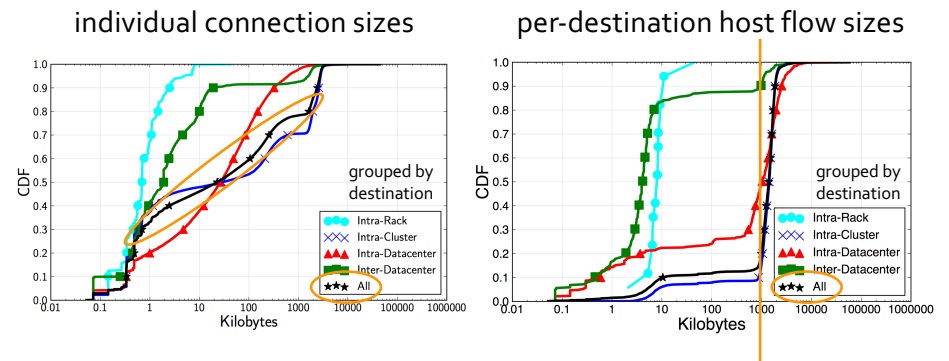 individual connection sizes
1.0
0.9
0.8
0.7
0.6
0.5
0.4
0.3
0.2
0.1
0.0
CDF
grouped by
destination
Intra-Rack
Intra-Cluster
Intra-Datacenter
Inter-Datacenter
All
0.01 0.1 1 10 100 1000 10000 100000 1000000
Kilobytes
per-destination host flow sizes
1.0
0.9
0.8
0.7
0.6
0.5
0.4
0.3
0.2
0.1
0.0
CDF
grouped by
destination
Intra-Rack
Intra-Cluster
Intra-Datacenter
Inter-Datacenter
All
0.01 0.1 1 10 100 1000 10000 100000 1000000
Kilobytes